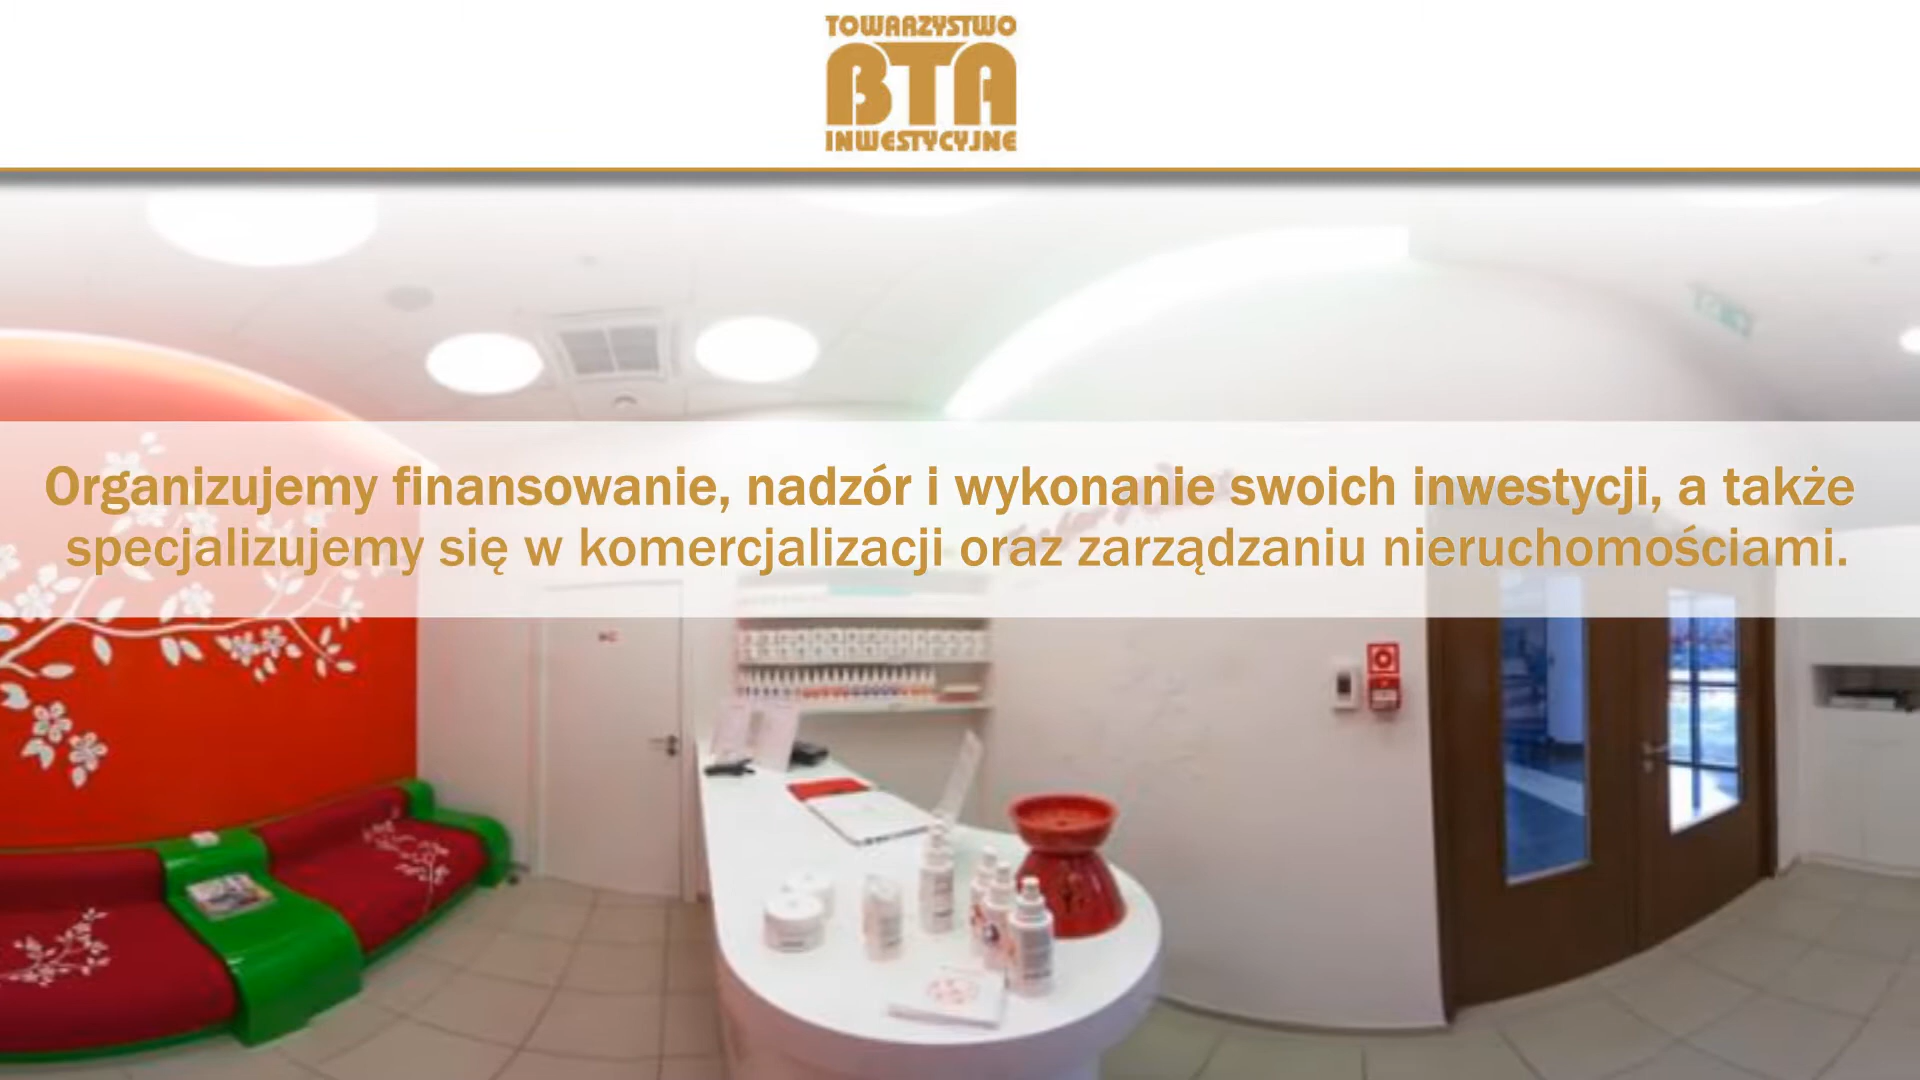 TOWARZYSTWO
BTA
INWESTYCYJNE
Organizujemy finansowanie, nadzór i wykonanie swoich inwestycji, a także
specjalizujemy się w komercjalizacji oraz zarządzaniu nieruchomościami.